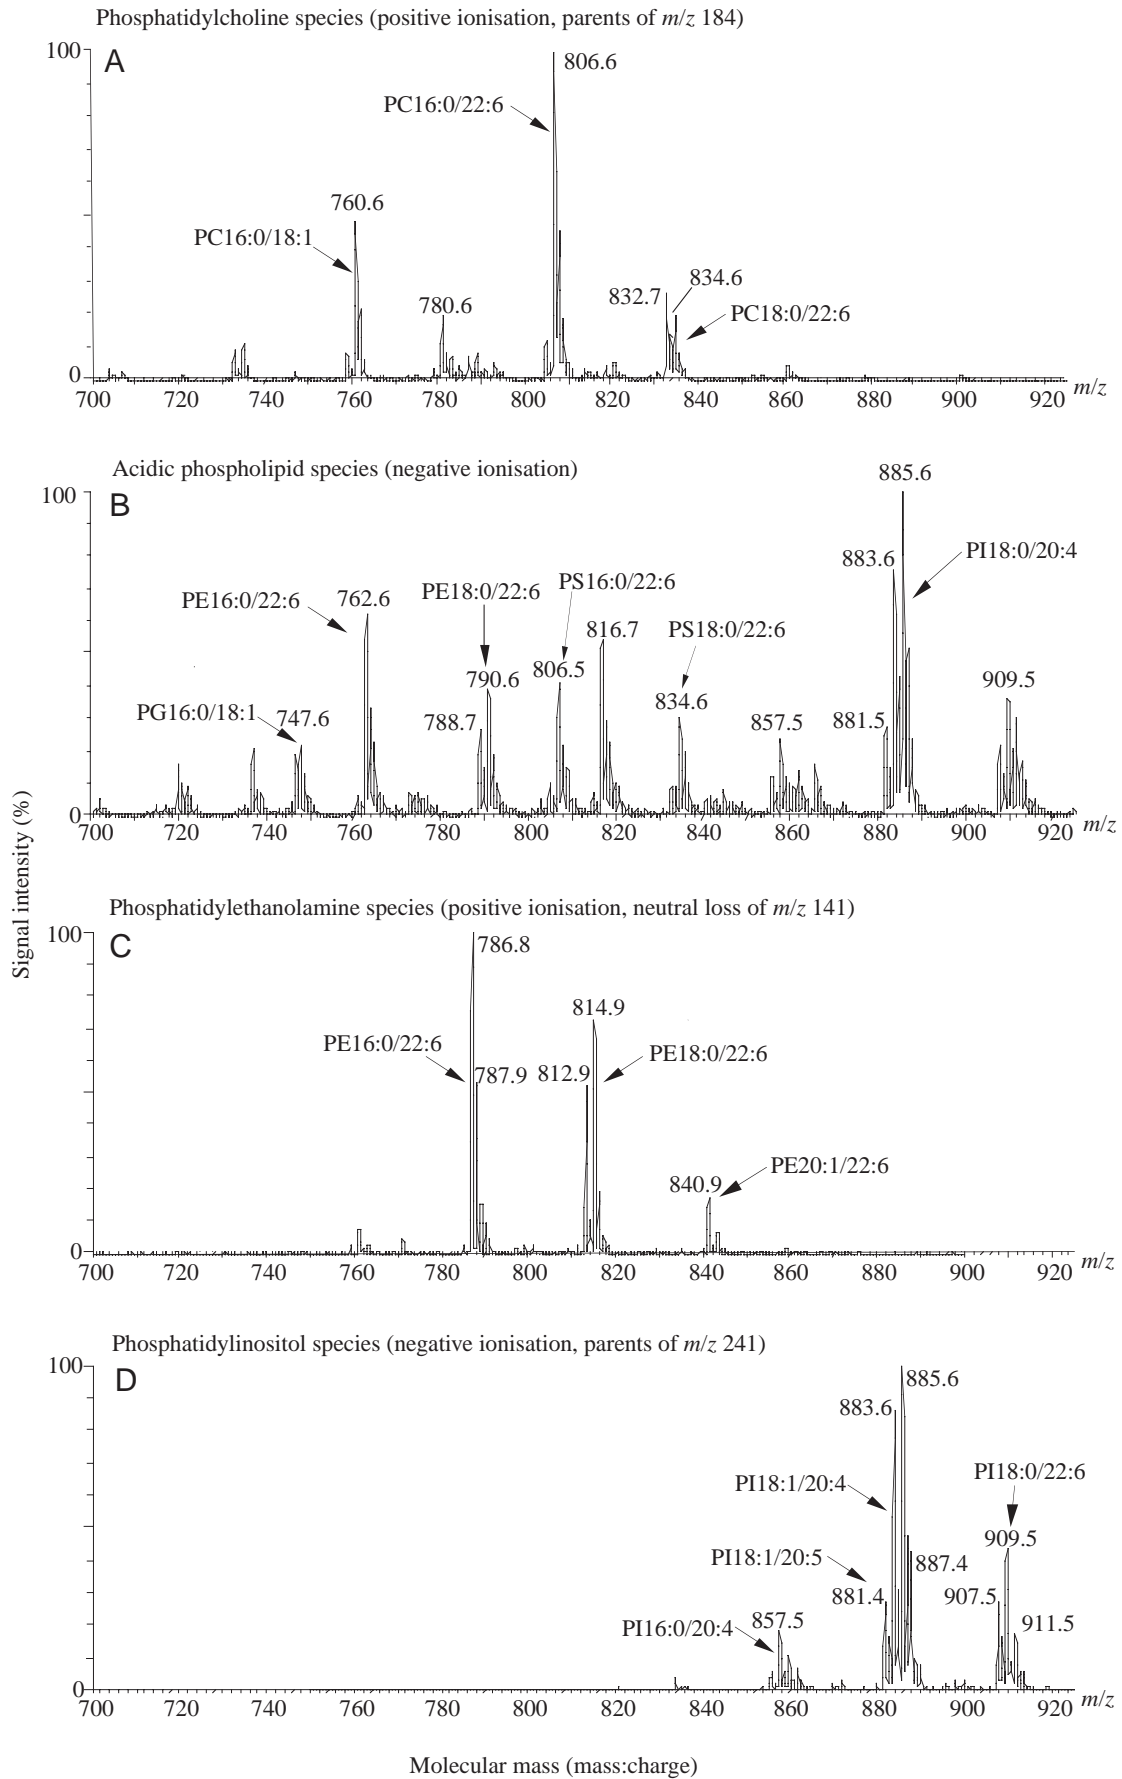 Phosphatidylcholine species (positive ionisation, parents of m/z 184)
100
A
806.6
PC16:0/22:6
760.6
PC16:0/18:1
780.6
832.7
834.6
PC18:0/22:6
0
700 720 740 760 780 800 820 840 860 880 900 920 m/z
Acidic phospholipid species (negative ionisation)
100
B
885.6
883.6
PI18:0/20:4
PE16:0/22:6
762.6
PE18:0/22:6
PS16:0/22:6
816.7
PS18:0/22:6
790.6
806.5
834.6
909.5
PG16:0/18:1
747.6
788.7
857.5
881.5
0
700 720 740 760 780 800 820 840 860 880 900 920 m/z
Signal intensity (%)
Phosphatidylethanolamine species (positive ionisation, neutral loss of m/z 141)
100
C
786.8
814.9
PE16:0/22:6
787.9
812.9
PE18:0/22:6
840.9
PE20:1/22:6
0
700 720 740 760 780 800 820 840 860 880 900 920 m/z
Phosphatidylinositol species (negative ionisation, parents of m/z 241)
100
D
885.6
883.6
PI18:1/20:4
PI18:0/22:6
909.5
PI18:1/20:5
887.4
881.4
907.5
911.5
PI16:0/20:4
857.5
0
700 720 740 760 780 800 820 840 860 880 900 920 m/z
Molecular mass (mass:charge)